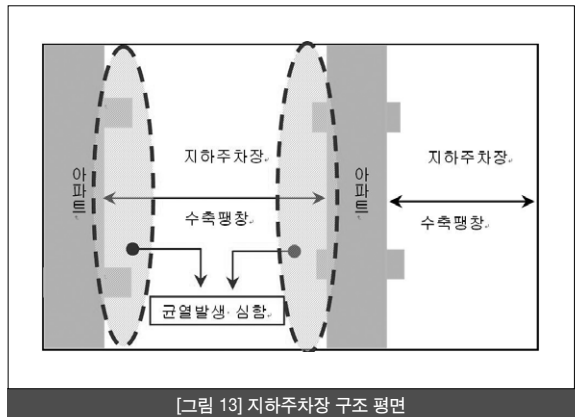 지하주차장
지하주차장
아파트
아파트
수축팽창
수축팽창
균열발생 심함
[그림 13] 지하주차장 구조 평면